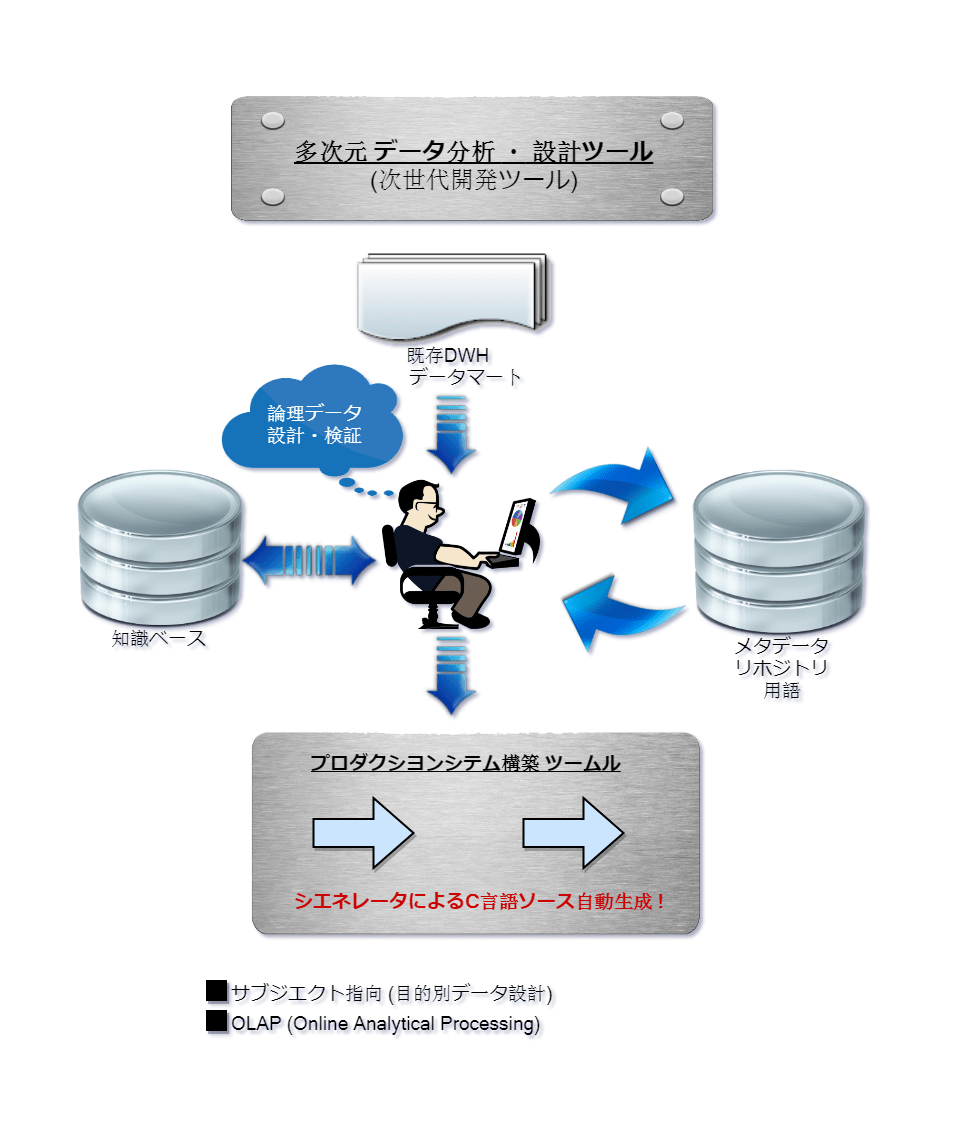 多次元 データ分析 ・ 設計ツール
(次世代開発ツール)
既存DWH
データマート
論理データ
設計・検証
知識ベース
メタデータ
リホジトリ
用語
プロダクシヨンシテム構築 ツームル
シエネレータによるC言語ソース自動生成！
サブジエクト指向 (目的別データ設計)
OLAP (Online Analytical Processing)